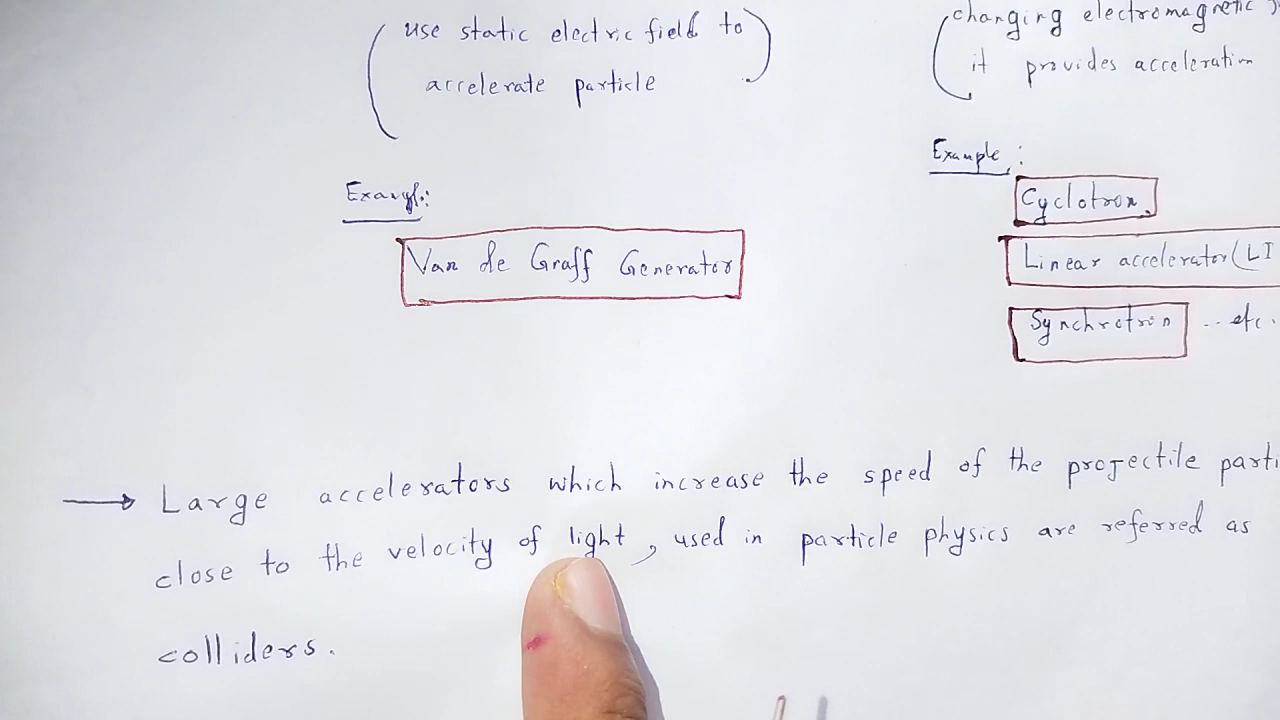 use static electric field to
accelerate particle
Example:
Van de Graff Generator
changing electromagnetic
it provides acceleration
Example:
Cyclotron
Linear accelerator (LI
Synchrotron .. etc.
Large accelerators which increase the speed of the projectile parti
close to the velocity of light, used in particle physics are referred as
colliders.